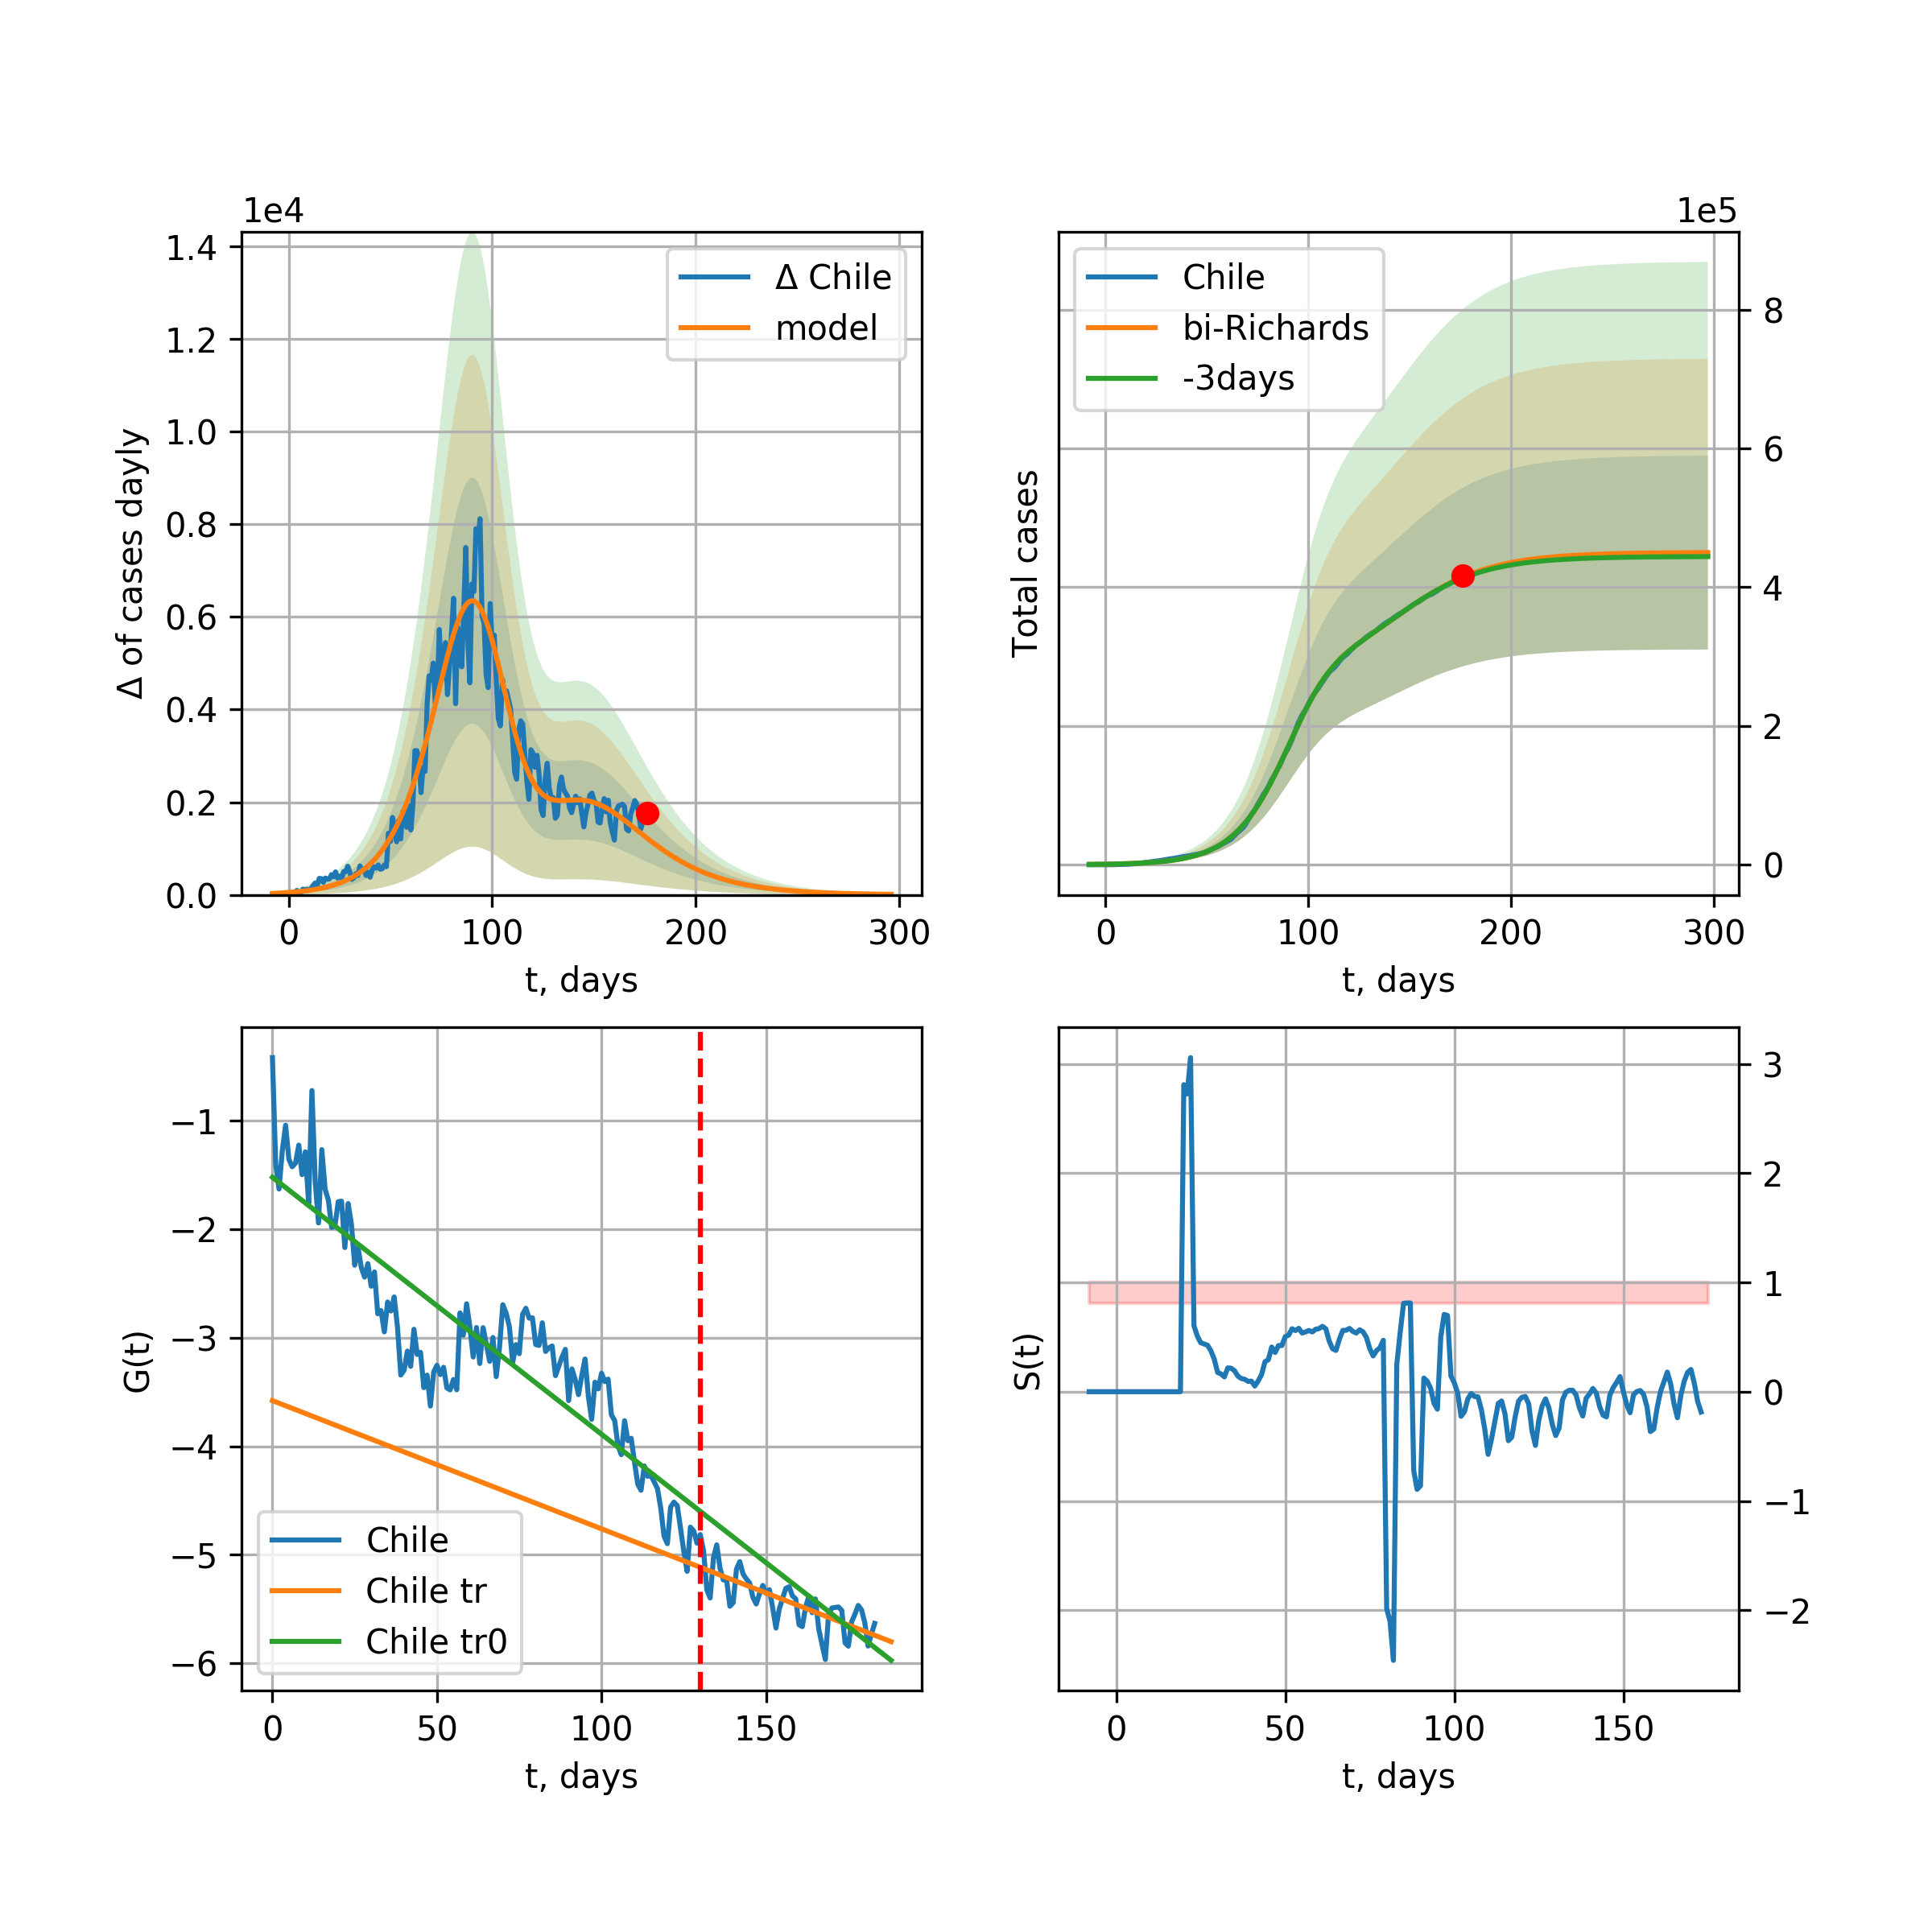 1e4
1.4
1.2
1.0
0.8
0.6
0.4
0.2
0.0
Δ of cases dayly
Δ Chile
model
0 100 200 300
t, days
1e5
Chile
bi-Richards
-3days
Total cases
8
6
4
2
0
0 100 200 300
t, days
−1
−2
−3
−4
−5
−6
G(t)
Chile
Chile tr
Chile tr0
0 50 100 150
t, days
S(t)
3
2
1
0
−1
−2
0 50 100 150
t, days